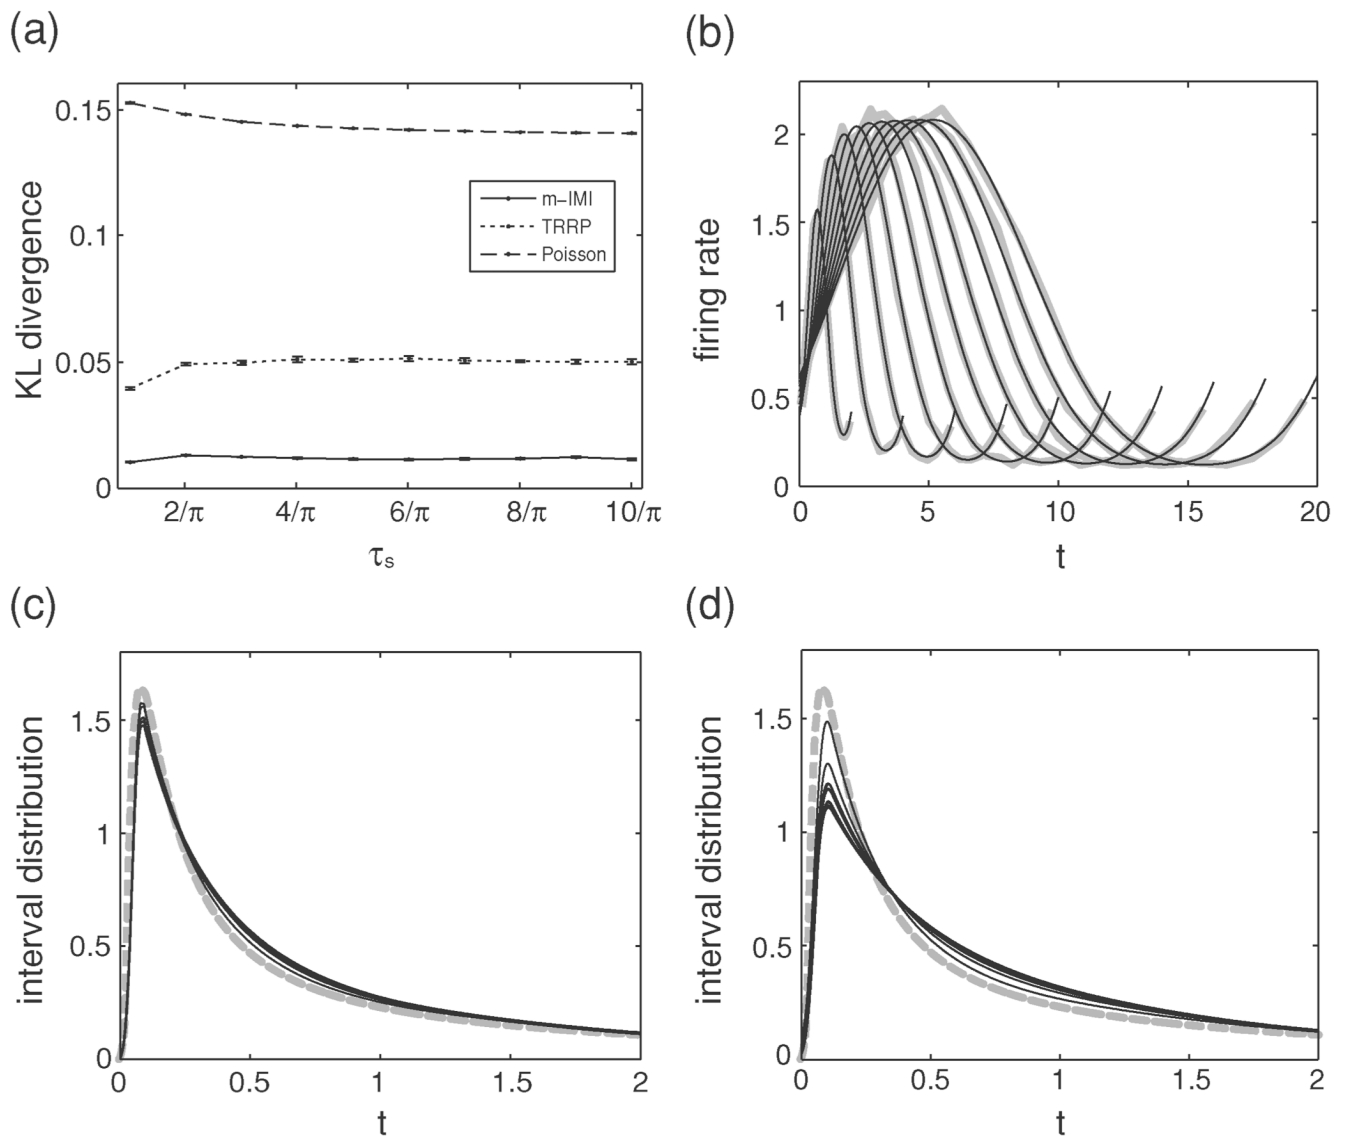 (a)
KL divergence
0.15
0.1
0.05
0
2/π
4/π
6/π
8/π
10/π
τs
m−IMI
TRRP
Poisson
(b)
firing rate
2
1.5
1
0.5
0
0
5
10
15
20
t
(c)
interval distribution
1.5
1
0.5
0
0
0.5
1
1.5
2
t
(d)
interval distribution
1.5
1
0.5
0
0
0.5
1
1.5
2
t